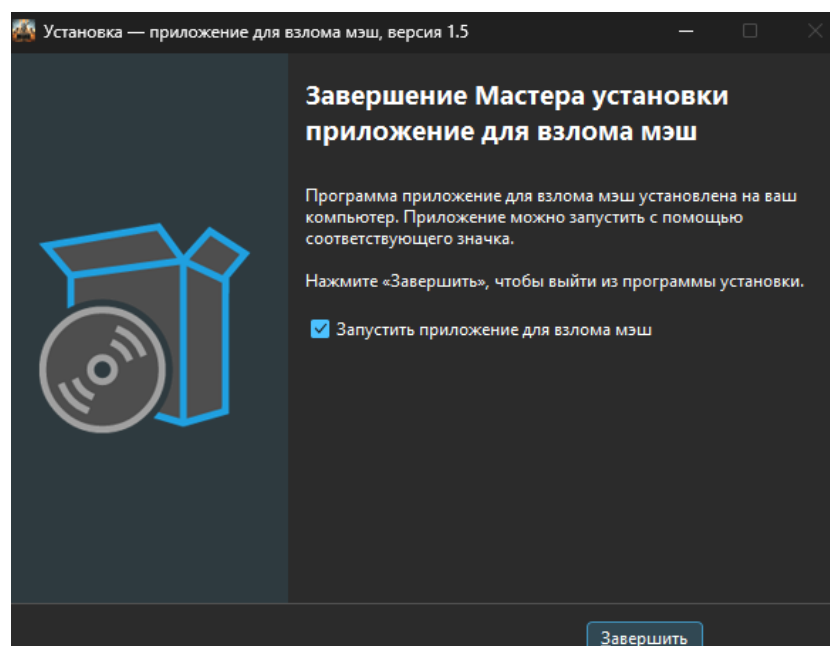 Установка — приложение для взлома мэш, версия 1.5
Завершение Мастера установки
приложение для взлома мэш
Программа приложение для взлома мэш установлена на ваш
компьютер. Приложение можно запустить с помощью
соответствующего значка.
Нажмите «Завершить», чтобы выйти из программы установки.
Запустить приложение для взлома мэш
Завершить